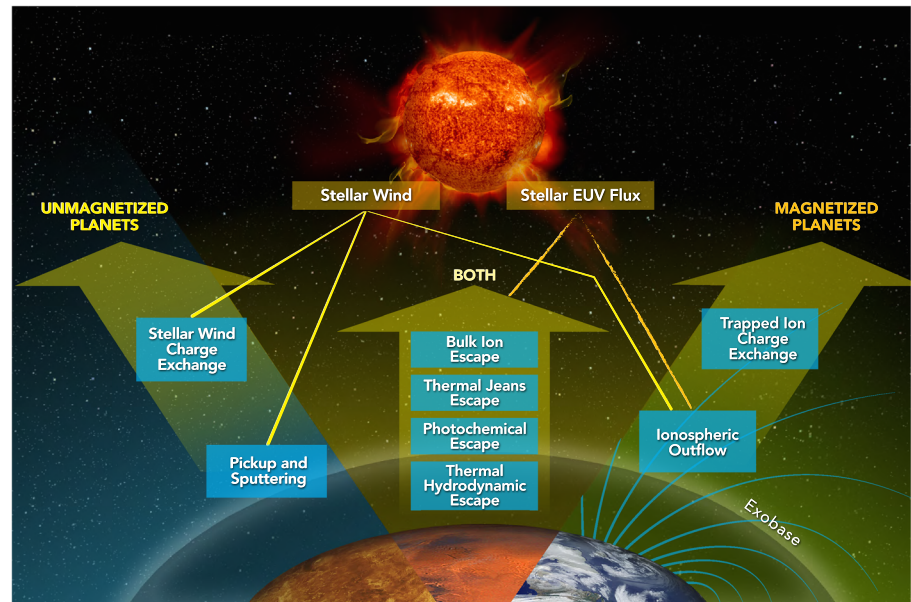 Stellar Wind
Stellar EUV Flux
UNMAGNETIZED
PLANETS
MAGNETIZED
PLANETS
BOTH
Stellar Wind
Charge
Exchange
Bulk Ion
Escape
Thermal Jeans
Escape
Photochemical
Escape
Thermal
Hydrodynamic
Escape
Trapped Ion
Charge
Exchange
Pickup and
Sputtering
Ionospheric
Outflow
Exobase